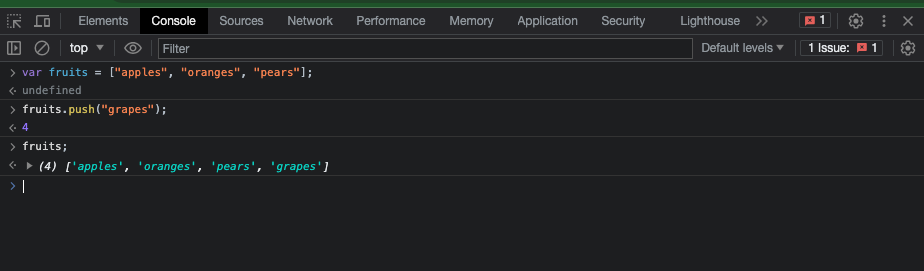 Elements Console Sources Network Performance Memory Application Security Lighthouse 1
top Filter Default levels 1 Issue: 1
var fruits = ["apples", "oranges", "pears"];
undefined
fruits.push("grapes");
4
fruits;
(4) ['apples', 'oranges', 'pears', 'grapes']